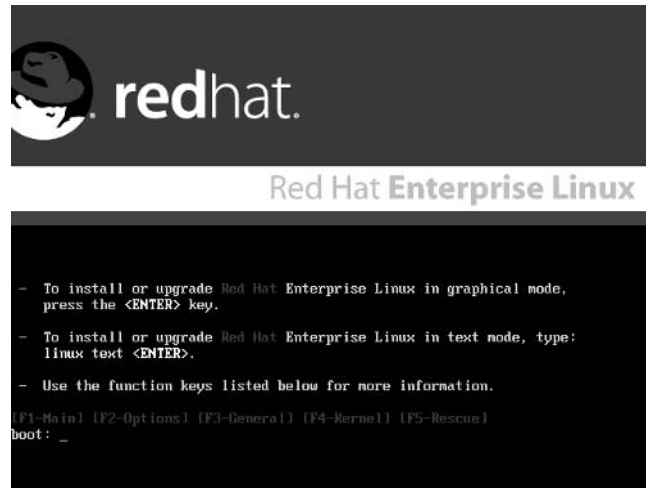 redhat.
Red Hat Enterprise Linux
- To install or upgrade Red Hat Enterprise Linux in graphical mode,
press the <ENTER> key.
- To install or upgrade Red Hat Enterprise Linux in text mode, type:
linux text <ENTER>.
- Use the function keys listed below for more information.
[F1-Main] [F2-Options] [F3-General] [F4-Kernel] [F5-Rescue]
boot: _